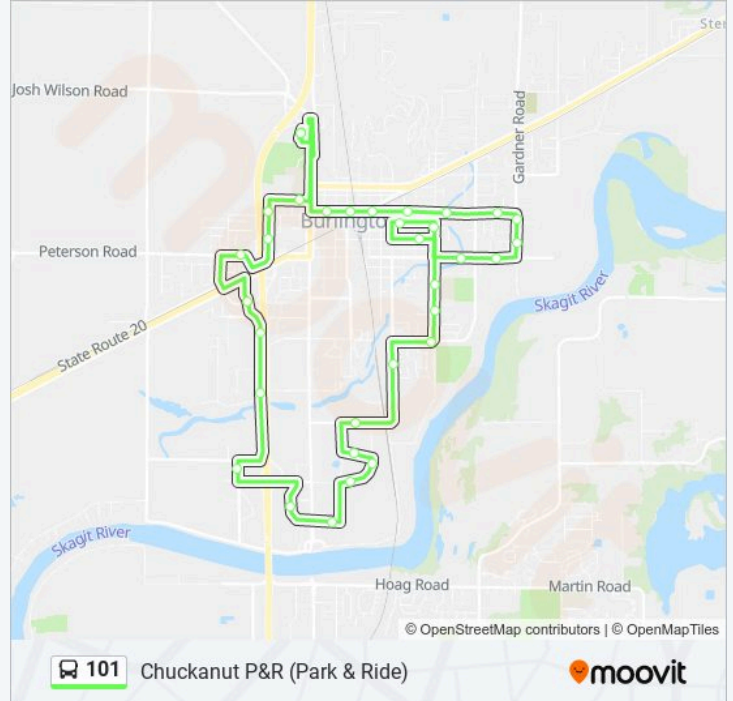 Ste
Josh Wilson Road
Gardner Road
Burlingto
Peterson Road
Skagit River
State Route 20
Skagit River
Hoag Road
Martin Road
© OpenStreetMap contributors | © OpenMapTiles
101 Chuckanut P&R (Park & Ride)
moovit